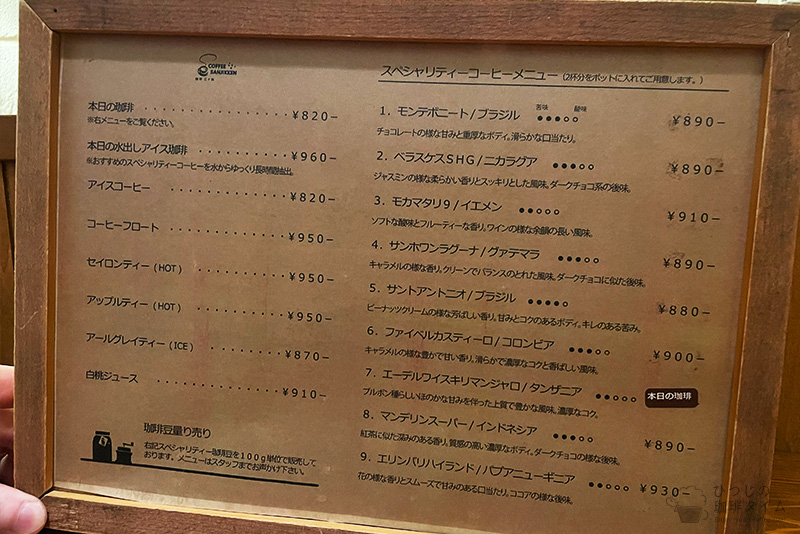 COFFEE
SANJIKKEN
スペシャリティーコーヒーメニュー (2杯分をポットに入れてご用意します。)
本日の珈琲 ¥820-
※右メニューをご覧ください。
本日の水出しアイス珈琲 ¥960-
※おすすめのスペシャリティーコーヒーを水からゆっくり長時間抽出。
アイスコーヒー ¥820-
コーヒーフロート ¥950-
セイロンティー (HOT) ¥950-
アップルティー (HOT) ¥950-
アールグレイティー (ICE) ¥870-
白桃ジュース ¥910-
珈琲豆量り売り
右記スペシャリティー珈琲豆を100g単位で販売して
おります。メニューはスタッフまでお声かけ下さい。
苦味 酸味
1. モンテボニート/ブラジル ●●●●○ ¥890-
チョコレートの様な甘みと重厚なボディ。滑らかな口当たり。
2. ベラスケスSHG/ニカラグア ●●●●○ ¥890-
ジャスミンの様な柔らかい香りとスッキリとした風味。ダークチョコ系の後味。
3. モカマタリ9/イエメン ●●○○○ ¥910-
ソフトな酸味とフルーティーな香り。ワインの様な余韻の長い風味。
4. サンホワンラグーナ/グァテマラ ●●●●○ ¥890-
キャラメルの様な香り。クリーンでバランスのとれた風味。ダークチョコに似た後味。
5. サントアントニオ/ブラジル ●●●●○ ¥880-
ピーナッツクリームの様な芳ばしい香り。甘みとコクのあるボディ。キレのある苦み。
6. ファイベルカスティーロ/コロンビア ●●●●○ ¥900-
キャラメルの様な豊かで甘い香り。滑らかで濃厚なコクと香ばしい風味。
7. エーデルワイスキリマンジャロ/タンザニア ●●●●○ 本日の珈琲
ブルボン種らしいほのかな甘みを伴った上質で豊かな風味。濃厚なコク。
8. マンデリンスーパー/インドネシア ●●●●○ ¥890-
紅茶に似た深みのある香り。質感の高い濃厚なボディ。ダークチョコの様な後味。
9. エリンバリハイランド/パプアニューギニア ●●●●○ ¥930-
花の様な香りとスムーズで甘みのある口当たり。ココアの様な後味。
ひつじの
珈琲タイム